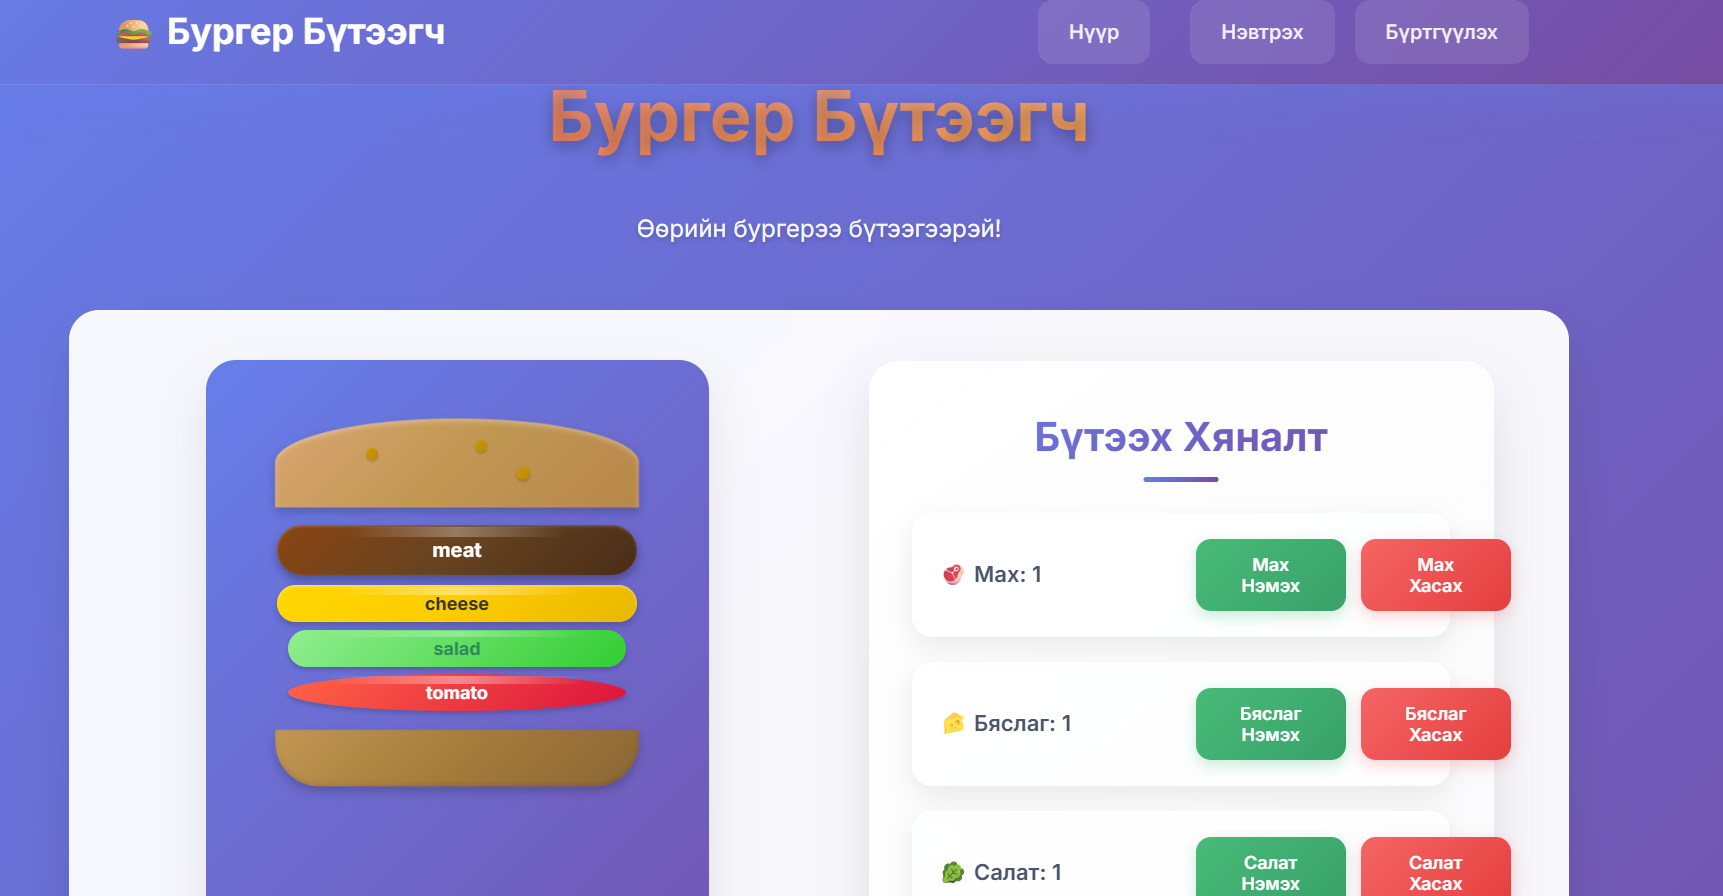 Бургер Бүтээгч
Нүүр
Нэвтрэх
Бүртгүүлэх
Бургер Бүтээгч
Өөрийн бургерээ бүтээгээрэй!
meat
cheese
salad
tomato
Бүтээх Хяналт
Мах: 1
Мах
Нэмэх
Мах
Хасах
Бяслаг: 1
Бяслаг
Нэмэх
Бяслаг
Хасах
Салат: 1
Салат
Нэмэх
Салат
Хасах